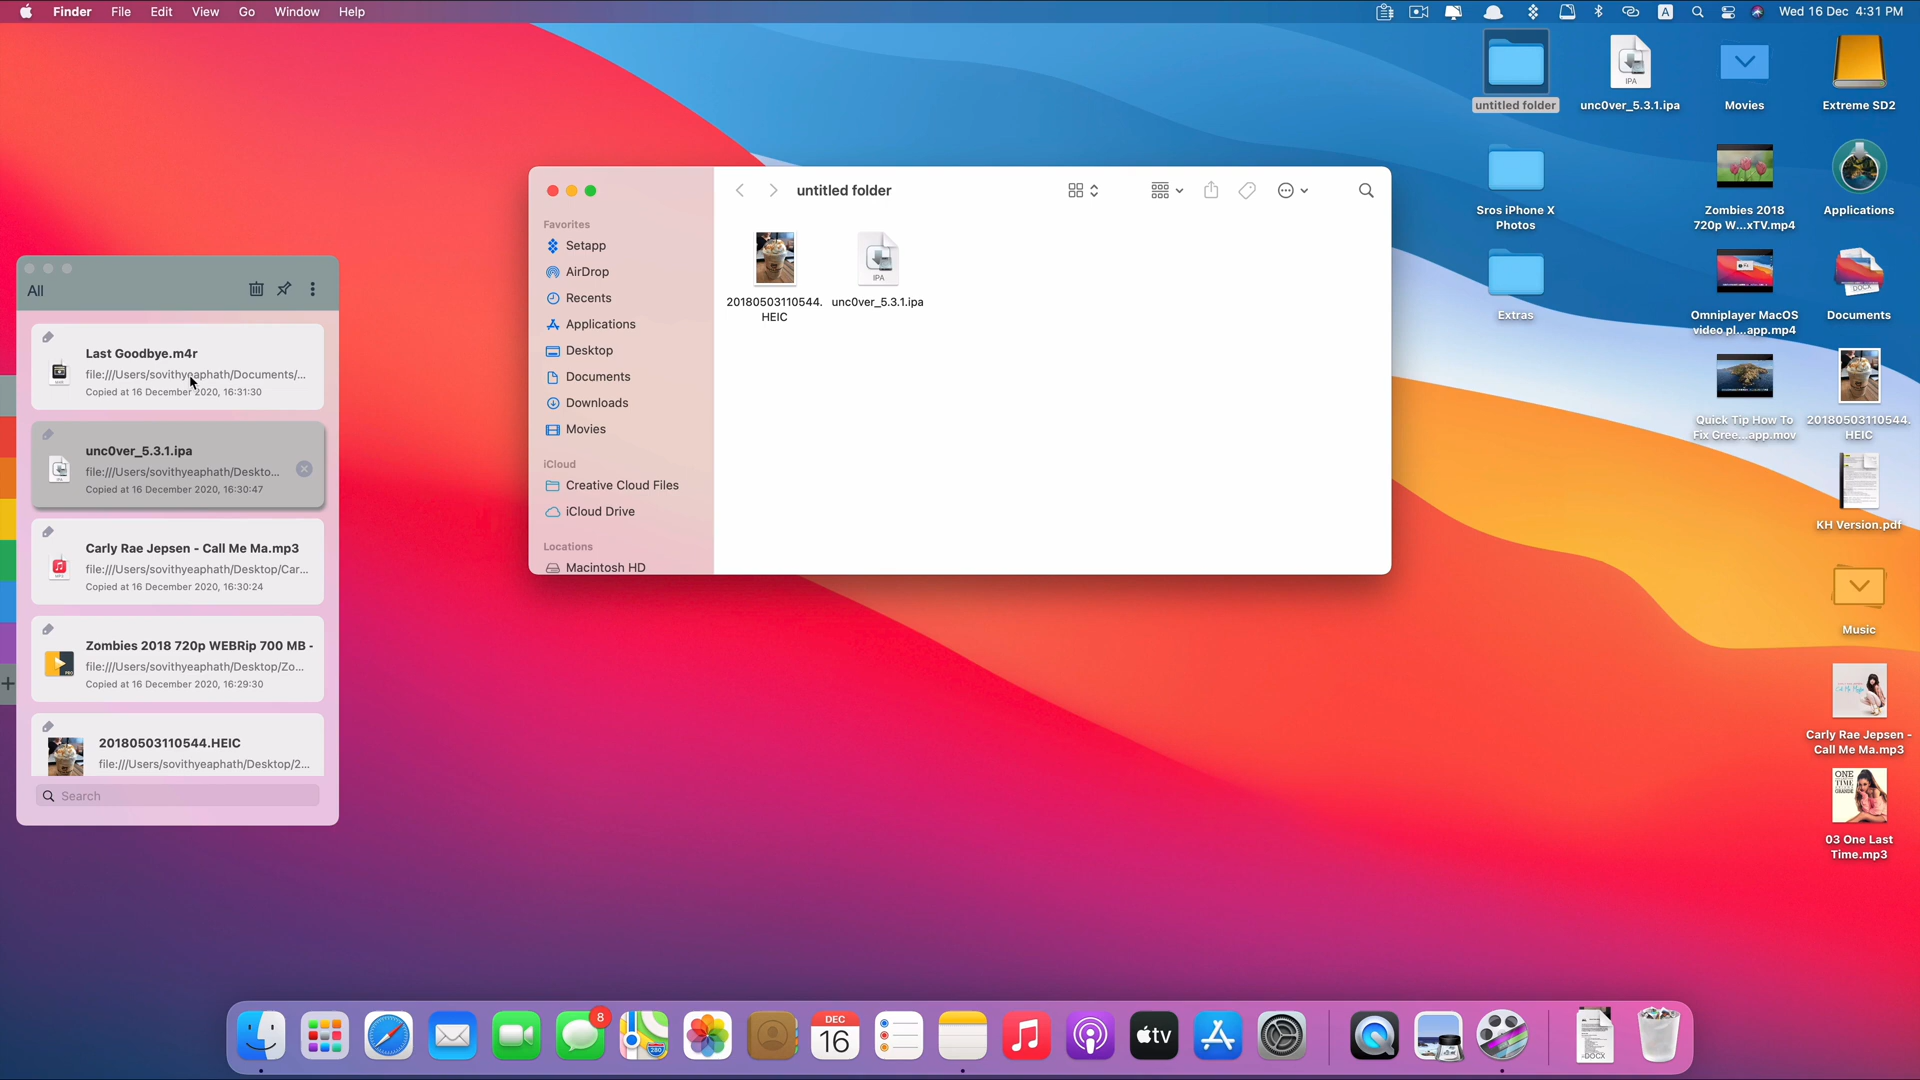 Finder File Edit View Go Window Help
A Wed 16 Dec 4:31 PM
untitled folder
unc0ver_5.3.1.ipa
IPA
Movies
Extreme SD2
Sros iPhone X
Photos
Zombies 2018
720p W...xTV.mp4
Applications
Extras
Omniplayer MacOS
video pl...app.mp4
DOCX
Documents
Quick Tip How To
Fix Gree...app.mov
20180503110544.
HEIC
KH Version.pdf
Music
Carly Rae Jepsen -
Call Me Ma.mp3
ONE
TIME
03 One Last
Time.mp3
untitled folder
Favorites
Setapp
AirDrop
Recents
Applications
Desktop
Documents
Downloads
Movies
iCloud
Creative Cloud Files
iCloud Drive
Locations
Macintosh HD
20180503110544.
HEIC
IPA
unc0ver_5.3.1.ipa
All
Last Goodbye.m4r
file:///Users/sovithyeaphath/Documents/...
Copied at 16 December 2020, 16:31:30
unc0ver_5.3.1.ipa
file:///Users/sovithyeaphath/Deskto...
Copied at 16 December 2020, 16:30:47
Carly Rae Jepsen - Call Me Ma.mp3
file:///Users/sovithyeaphath/Desktop/Car...
Copied at 16 December 2020, 16:30:24
Zombies 2018 720p WEBRip 700 MB -
file:///Users/sovithyeaphath/Desktop/Zo...
Copied at 16 December 2020, 16:29:30
20180503110544.HEIC
file:///Users/sovithyeaphath/Desktop/2...
Search
8
280
DEC
16
tv
DOCX